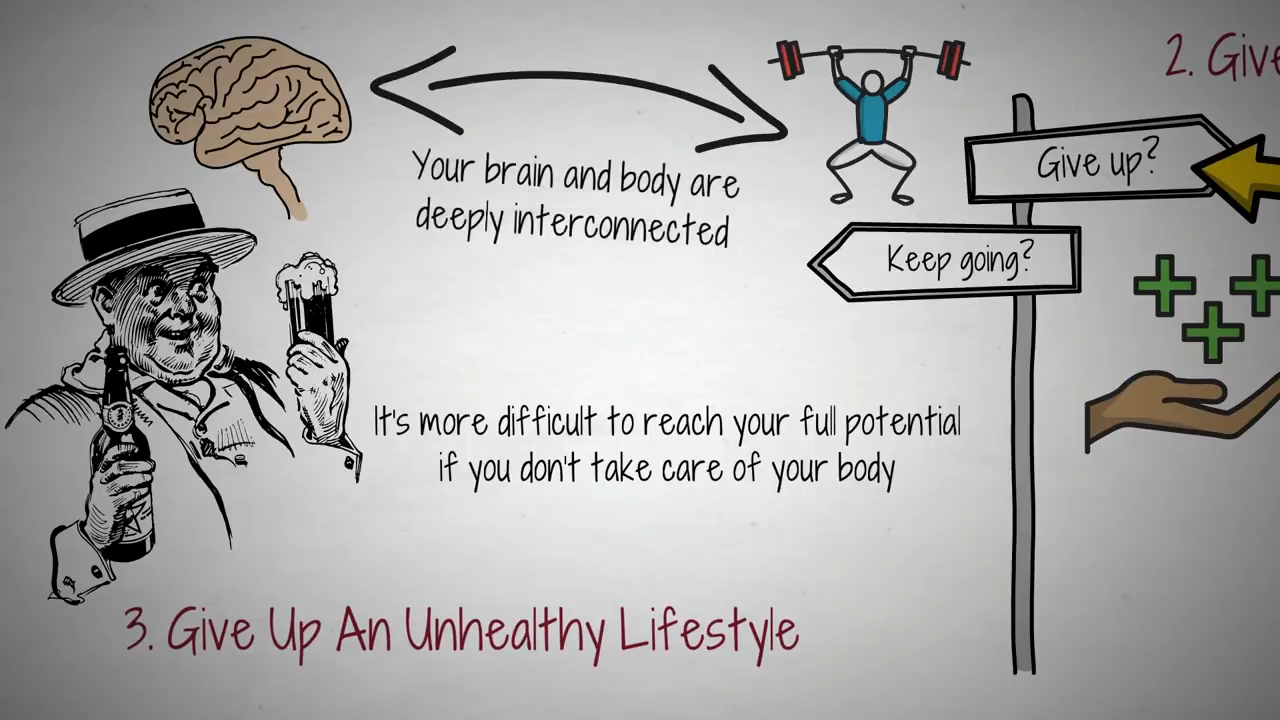 2. Give
Your brain and body are
deeply interconnected
Give up?
Keep going?
It's more difficult to reach your full potential
if you don't take care of your body
3. Give Up An Unhealthy Lifestyle